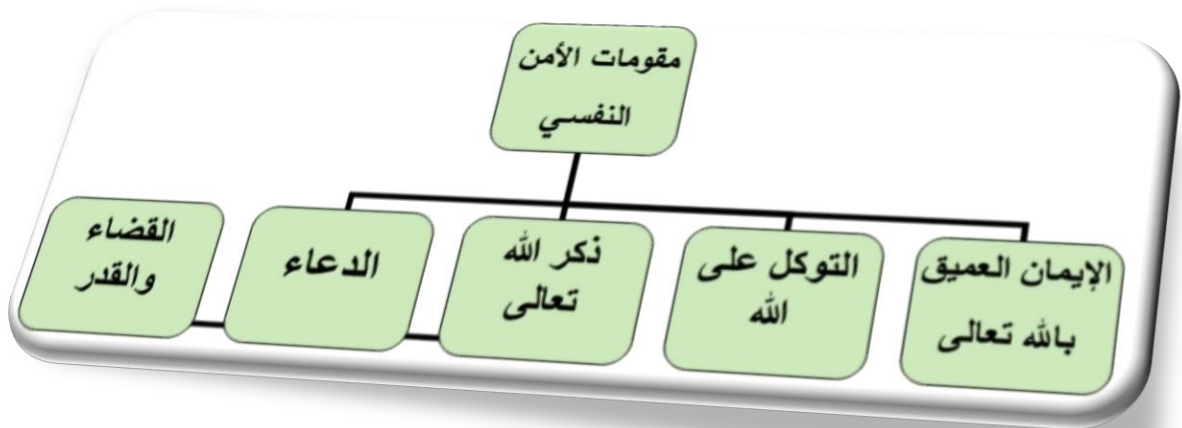 مقومات الأمن
النفسي
الإيمان العميق
بالله تعالى
التوكل على
الله
ذكر الله
تعالى
الدعاء
القضاء
والقدر